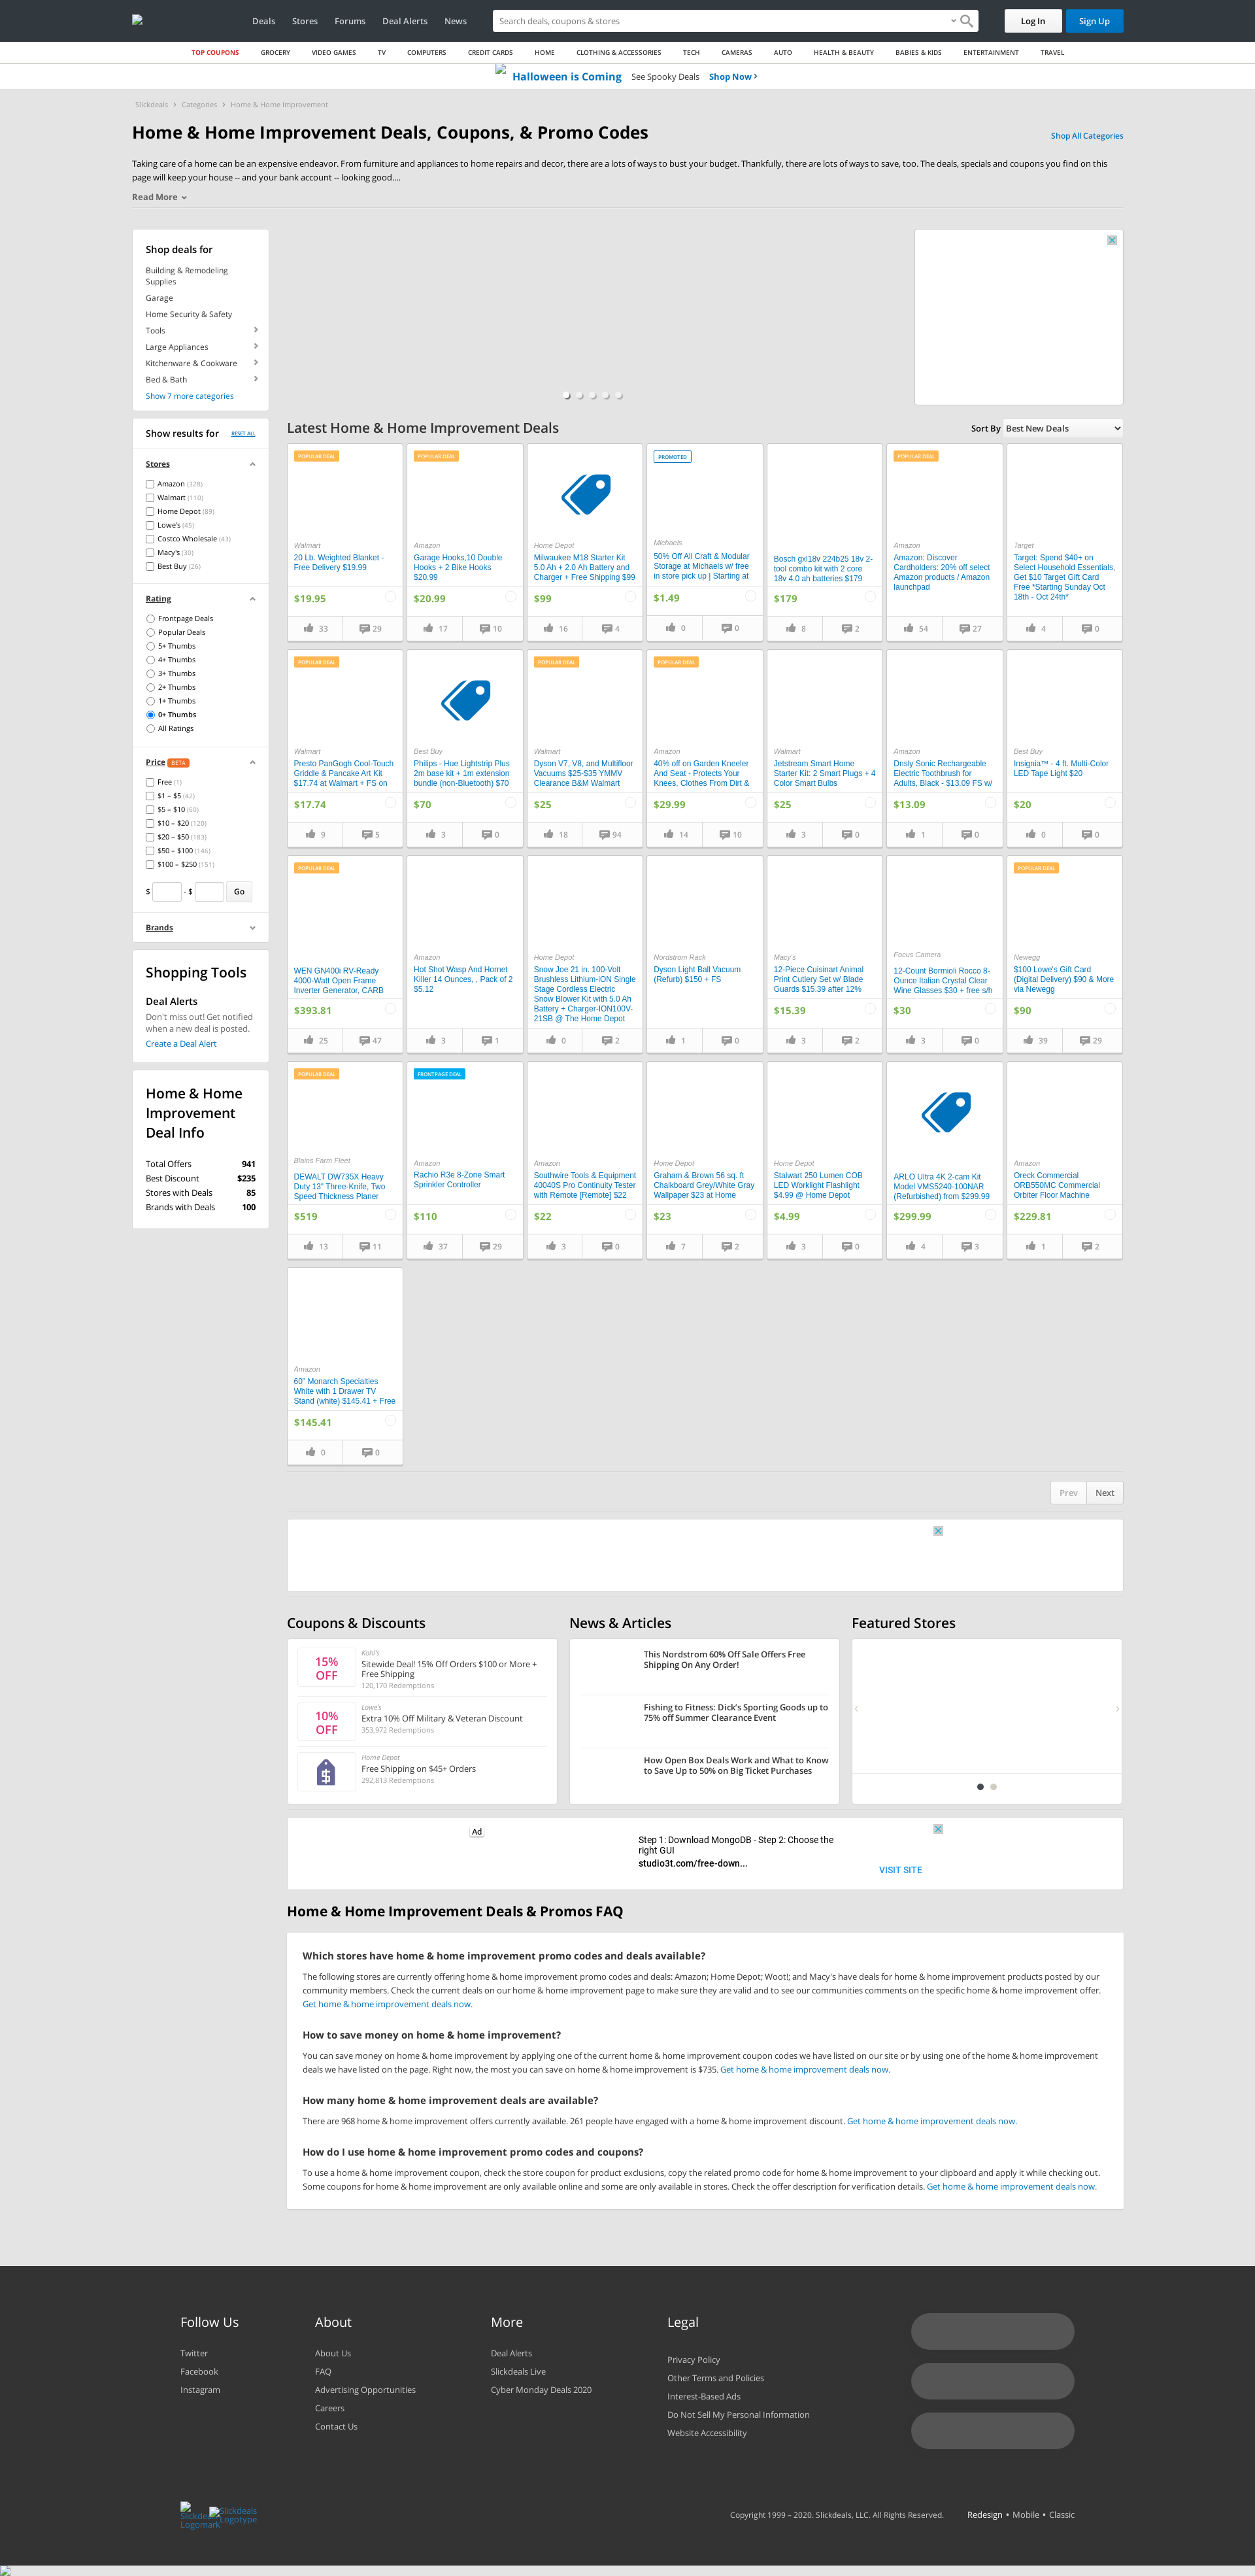 Deals Stores Forums Deal Alerts News
Search deals, coupons & stores
Log In
Sign Up
TOP COUPONS GROCERY VIDEO GAMES TV COMPUTERS CREDIT CARDS HOME CLOTHING & ACCESSORIES TECH CAMERAS AUTO HEALTH & BEAUTY BABIES & KIDS ENTERTAINMENT TRAVEL
Halloween is Coming See Spooky Deals Shop Now
Slickdeals › Categories › Home & Home Improvement
Home & Home Improvement Deals, Coupons, & Promo Codes
Shop All Categories
Taking care of a home can be an expensive endeavor. From furniture and appliances to home repairs and decor, there are a lots of ways to bust your budget. Thankfully, there are lots of ways to save, too. The deals, specials and coupons you find on this
page will keep your house -- and your bank account -- looking good....
Read More
Shop deals for
Building & Remodeling
Supplies
Garage
Home Security & Safety
Tools
Large Appliances
Kitchenware & Cookware
Bed & Bath
Show 7 more categories
Show results for RESET ALL
Stores
Amazon (328)
Walmart (110)
Home Depot (89)
Lowe's (45)
Costco Wholesale (43)
Macy's (30)
Best Buy (26)
Rating
Frontpage Deals
Popular Deals
5+ Thumbs
4+ Thumbs
3+ Thumbs
2+ Thumbs
1+ Thumbs
0+ Thumbs
All Ratings
Price BETA
Free (1)
$1 – $5 (42)
$5 – $10 (60)
$10 – $20 (120)
$20 – $50 (183)
$50 – $100 (146)
$100 – $250 (151)
$ - $ Go
Brands
Shopping Tools
Deal Alerts
Don't miss out! Get notified
when a new deal is posted.
Create a Deal Alert
Home & Home
Improvement
Deal Info
Total Offers 941
Best Discount $235
Stores with Deals 85
Brands with Deals 100
Latest Home & Home Improvement Deals
Sort By Best New Deals
POPULAR DEAL
Walmart
20 Lb. Weighted Blanket -
Free Delivery $19.99
$19.95
33 29
POPULAR DEAL
Amazon
Garage Hooks,10 Double
Hooks + 2 Bike Hooks
$20.99
$20.99
17 10
Home Depot
Milwaukee M18 Starter Kit
5.0 Ah + 2.0 Ah Battery and
Charger + Free Shipping $99
$99
16 4
PROMOTED
Michaels
50% Off All Craft & Modular
Storage at Michaels w/ free
in store pick up | Starting at
$1.49
0 0
Bosch gxl18v 224b25 18v 2-
tool combo kit with 2 core
18v 4.0 ah batteries $179
$179
8 2
POPULAR DEAL
Amazon
Amazon: Discover
Cardholders: 20% off select
Amazon products / Amazon
launchpad
54 27
Target
Target: Spend $40+ on
Select Household Essentials,
Get $10 Target Gift Card
Free *Starting Sunday Oct
18th - Oct 24th*
4 0
POPULAR DEAL
Walmart
Presto PanGogh Cool-Touch
Griddle & Pancake Art Kit
$17.74 at Walmart + FS on
$17.74
9 5
Best Buy
Philips - Hue Lightstrip Plus
2m base kit + 1m extension
bundle (non-Bluetooth) $70
$70
3 0
POPULAR DEAL
Walmart
Dyson V7, V8, and Multifloor
Vacuums $25-$35 YMMV
Clearance B&M Walmart
$25
18 94
POPULAR DEAL
Amazon
40% off on Garden Kneeler
And Seat - Protects Your
Knees, Clothes From Dirt &
$29.99
14 10
Walmart
Jetstream Smart Home
Starter Kit: 2 Smart Plugs + 4
Color Smart Bulbs
$25
3 0
Amazon
Dnsly Sonic Rechargeable
Electric Toothbrush for
Adults, Black - $13.09 FS w/
$13.09
1 0
Best Buy
Insignia™ - 4 ft. Multi-Color
LED Tape Light $20
$20
0 0
POPULAR DEAL
WEN GN400i RV-Ready
4000-Watt Open Frame
Inverter Generator, CARB
$393.81
25 47
Amazon
Hot Shot Wasp And Hornet
Killer 14 Ounces, , Pack of 2
$5.12
3 1
Home Depot
Snow Joe 21 in. 100-Volt
Brushless Lithium-iON Single
Stage Cordless Electric
Snow Blower Kit with 5.0 Ah
Battery + Charger-ION100V-
21SB @ The Home Depot
0 2
Nordstrom Rack
Dyson Light Ball Vacuum
(Refurb) $150 + FS
1 0
Macy's
12-Piece Cuisinart Animal
Print Cutlery Set w/ Blade
Guards $15.39 after 12%
$15.39
3 2
Focus Camera
12-Count Bormioli Rocco 8-
Ounce Italian Crystal Clear
Wine Glasses $30 + free s/h
$30
3 0
POPULAR DEAL
Newegg
$100 Lowe's Gift Card
(Digital Delivery) $90 & More
via Newegg
$90
39 29
POPULAR DEAL
Blains Farm Fleet
DEWALT DW735X Heavy
Duty 13" Three-Knife, Two
Speed Thickness Planer
$519
13 11
FRONTPAGE DEAL
Amazon
Rachio R3e 8-Zone Smart
Sprinkler Controller
$110
37 29
Amazon
Southwire Tools & Equipment
40040S Pro Continuity Tester
with Remote [Remote] $22
$22
3 0
Home Depot
Graham & Brown 56 sq. ft
Chalkboard Grey/White Gray
Wallpaper $23 at Home
$23
7 2
Home Depot
Stalwart 250 Lumen COB
LED Worklight Flashlight
$4.99 @ Home Depot
$4.99
3 0
ARLO Ultra 4K 2-cam Kit
Model VMS5240-100NAR
(Refurbished) from $299.99
$299.99
4 3
Amazon
Oreck Commercial
ORB550MC Commercial
Orbiter Floor Machine
$229.81
1 2
Amazon
60" Monarch Specialties
White with 1 Drawer TV
Stand (white) $145.41 + Free
$145.41
0 0
Prev Next
Coupons & Discounts
15%
OFF
Kohl's
Sitewide Deal! 15% Off Orders $100 or More +
Free Shipping
120,170 Redemptions
10%
OFF
Lowe's
Extra 10% Off Military & Veteran Discount
353,972 Redemptions
Home Depot
Free Shipping on $45+ Orders
292,813 Redemptions
News & Articles
This Nordstrom 60% Off Sale Offers Free
Shipping On Any Order!
Fishing to Fitness: Dick's Sporting Goods up to
75% off Summer Clearance Event
How Open Box Deals Work and What to Know
to Save Up to 50% on Big Ticket Purchases
Featured Stores
Ad
Step 1: Download MongoDB - Step 2: Choose the
right GUI
studio3t.com/free-down...
VISIT SITE
Home & Home Improvement Deals & Promos FAQ
Which stores have home & home improvement promo codes and deals available?
The following stores are currently offering home & home improvement promo codes and deals: Amazon; Home Depot; Woot!; and Macy's have deals for home & home improvement products posted by our
community members. Check the current deals on our home & home improvement page to make sure they are valid and to see our communities comments on the specific home & home improvement offer.
Get home & home improvement deals now.
How to save money on home & home improvement?
You can save money on home & home improvement by applying one of the current home & home improvement coupon codes we have listed on our site or by using one of the home & home improvement
deals we have listed on the page. Right now, the most you can save on home & home improvement is $735. Get home & home improvement deals now.
How many home & home improvement deals are available?
There are 968 home & home improvement offers currently available. 261 people have engaged with a home & home improvement discount. Get home & home improvement deals now.
How do I use home & home improvement promo codes and coupons?
To use a home & home improvement coupon, check the store coupon for product exclusions, copy the related promo code for home & home improvement to your clipboard and apply it while checking out.
Some coupons for home & home improvement are only available online and some are only available in stores. Check the offer description for verification details. Get home & home improvement deals now.
Follow Us
Twitter
Facebook
Instagram
About
About Us
FAQ
Advertising Opportunities
Careers
Contact Us
More
Deal Alerts
Slickdeals Live
Cyber Monday Deals 2020
Legal
Privacy Policy
Other Terms and Policies
Interest-Based Ads
Do Not Sell My Personal Information
Website Accessibility
Slickdeals
Logomark
Slickdeals
Logotype
Copyright 1999 – 2020. Slickdeals, LLC. All Rights Reserved.
Redesign • Mobile • Classic